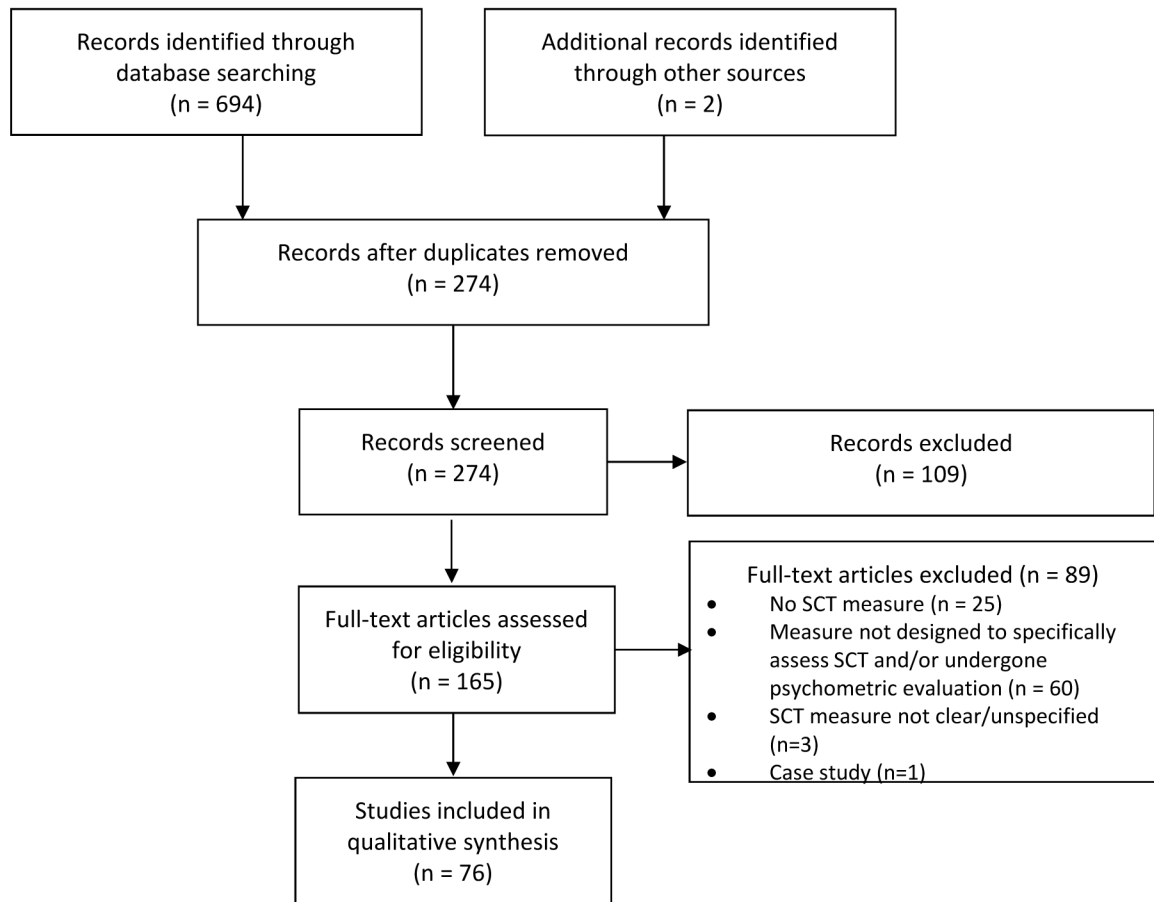 Records identified through
database searching
(n = 694)
Additional records identified
through other sources
(n = 2)
Records after duplicates removed
(n = 274)
Records screened
(n = 274)
Records excluded
(n = 109)
Full-text articles assessed
for eligibility
(n = 165)
Full-text articles excluded (n = 89)
• No SCT measure (n = 25)
• Measure not designed to specifically
assess SCT and/or undergone
psychometric evaluation (n = 60)
• SCT measure not clear/unspecified
(n=3)
• Case study (n=1)
Studies included in
qualitative synthesis
(n = 76)